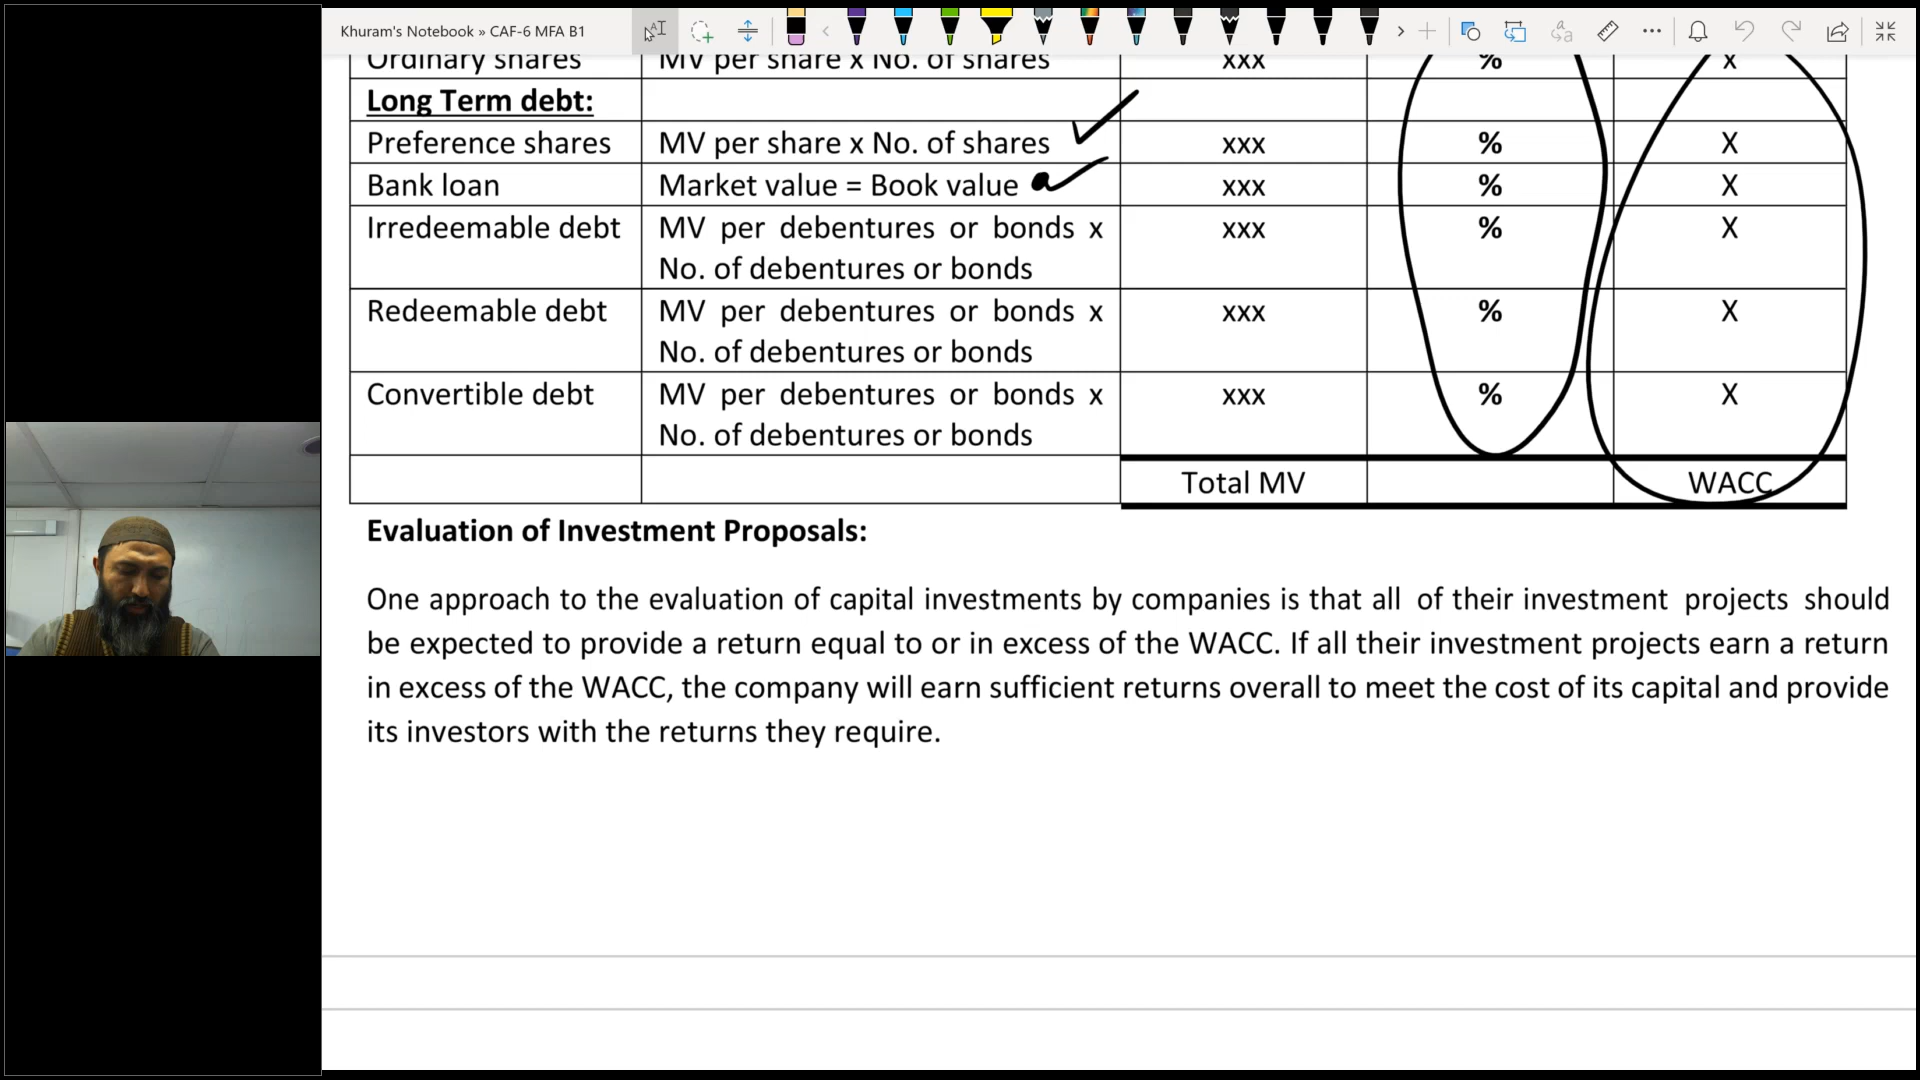 Khuram's Notebook » CAF-6 MFA B1
Ordinary shares MV per share x No. of shares xxx % x
Long Term debt:
Preference shares MV per share x No. of shares xxx % X
Bank loan Market value = Book value xxx % X
Irredeemable debt MV per debentures or bonds x xxx % X
No. of debentures or bonds
Redeemable debt MV per debentures or bonds x xxx % X
No. of debentures or bonds
Convertible debt MV per debentures or bonds x xxx % X
No. of debentures or bonds
Total MV WACC
Evaluation of Investment Proposals:
One approach to the evaluation of capital investments by companies is that all of their investment projects should
be expected to provide a return equal to or in excess of the WACC. If all their investment projects earn a return
in excess of the WACC, the company will earn sufficient returns overall to meet the cost of its capital and provide
its investors with the returns they require.